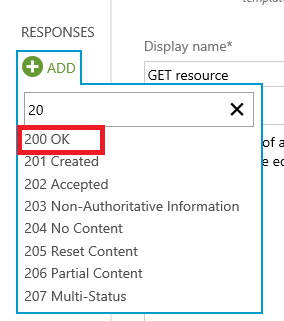 template
RESPONSES
Display name*
ADD
GET resource
20
200 OK
201 Created
202 Accepted
203 Non-Authoritative Information
204 No Content
205 Reset Content
206 Partial Content
207 Multi-Status
of a